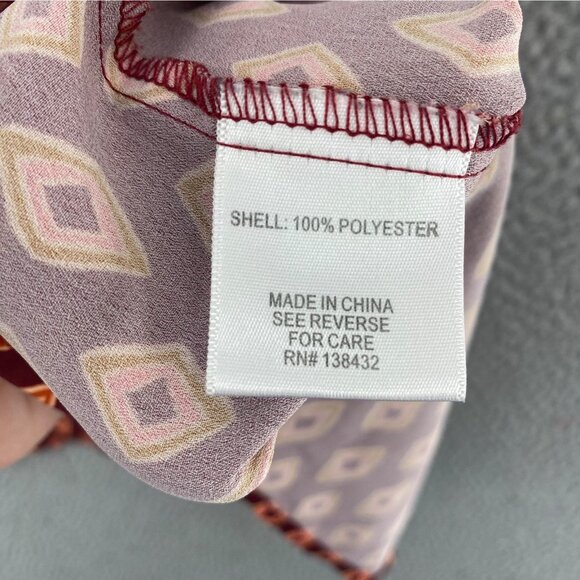 SHELL: 100% POLYESTER
MADE IN CHINA
SEE REVERSE
FOR CARE
RN# 138432